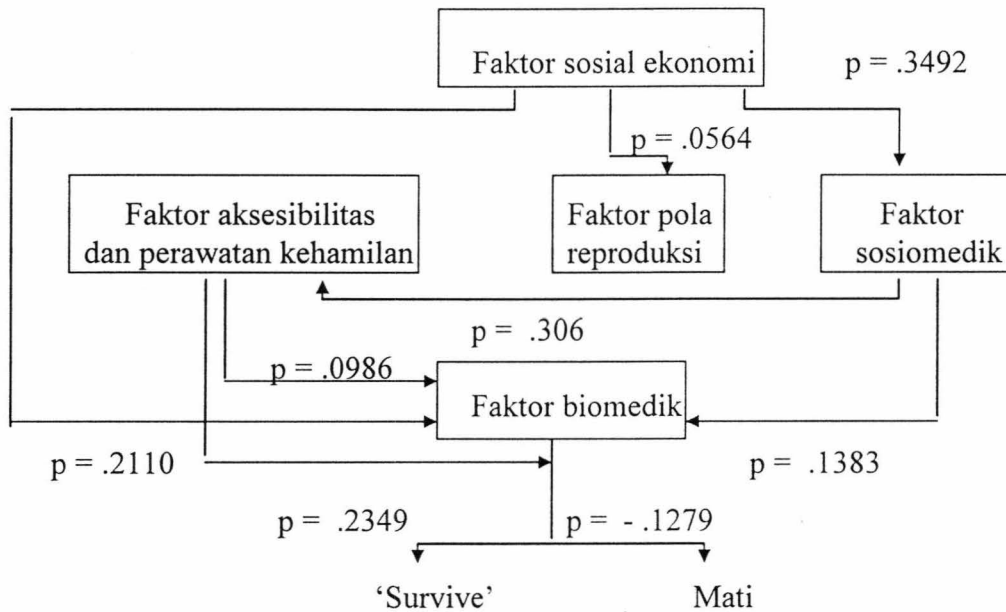 Faktor sosial ekonomi
p = .3492
p = .0564
Faktor aksesibilitas
dan perawatan kehamilan
Faktor pola
reproduksi
Faktor
sosiomedik
p = .306
p = .0986
Faktor biomedik
p = .2110
p = .1383
p = .2349
p = - .1279
‘Survive’
Mati